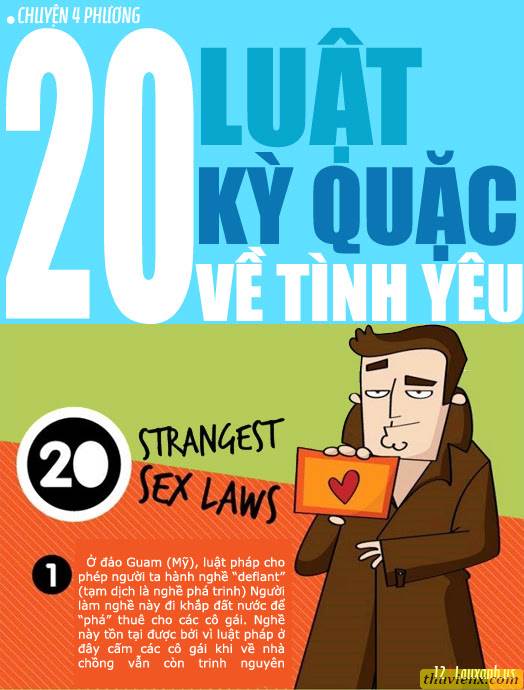 .CHUYỆN 4 PHƯƠNG
20
LUẬT
KỲ QUẶC
VỀ TÌNH YÊU
20
STRANGEST
SEX LAWS
1
Ở đảo Guam (Mỹ), luật pháp cho
phép người ta hành nghề “deflant”
(tạm dịch là nghề phá trinh) Người
làm nghề này đi khắp đất nước để
“phá” thuê cho các cô gái. Nghề
này tồn tại được bởi vì luật pháp ở
đây cấm các cô gái khi về nhà
chồng vẫn còn trinh nguyên
thuvienx.com